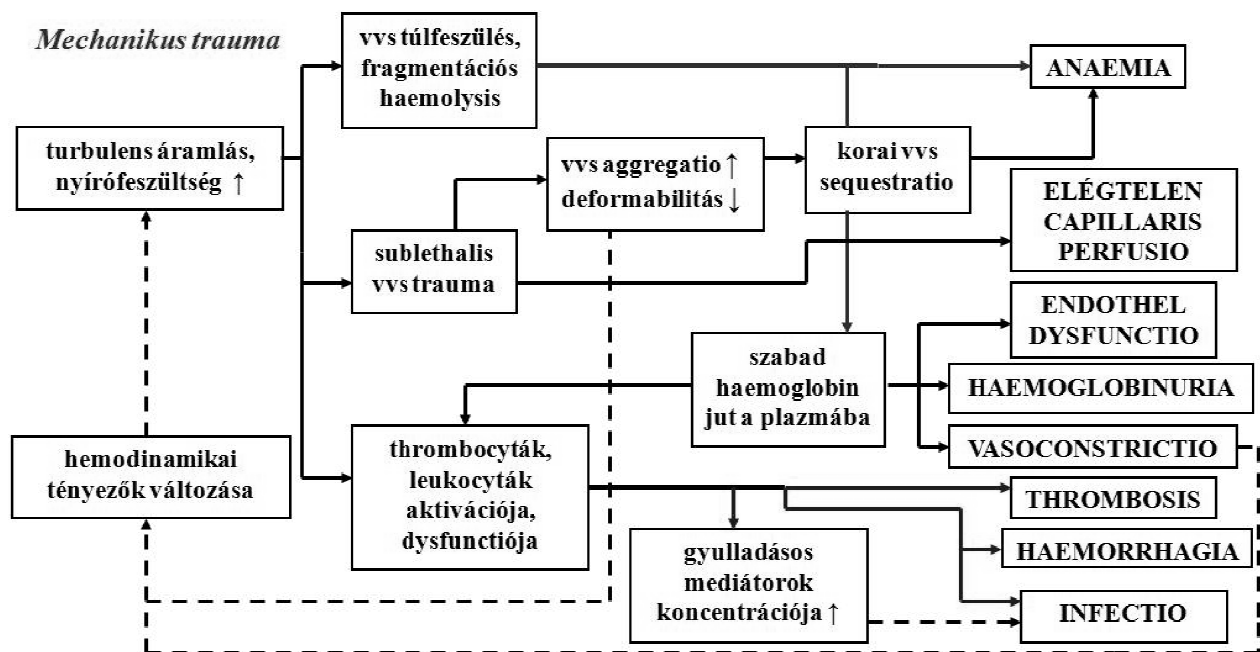 Mechanikus trauma
vvs túlfeszülés,
fragmentációs
haemolysis
ANAEMIA
turbulens áramlás,
nyírófeszültség ↑
vvs aggregatio ↑
deformabilitás ↓
korai vvs
sequestratio
ELÉGTELEN
CAPILLARIS
PERFUSIO
sublethalis
vvs trauma
ENDOTHEL
DYSFUNCTIO
szabad
haemoglobin
jut a plazmába
HAEMOGLOBINURIA
hemodinamikai
tényezők változása
thrombocyták,
leukocyták
aktivációja,
dysfunctiója
VASOCONSTRICTIO
THROMBOSIS
HAEMORRHAGIA
gyulladásos
mediátorok
koncentrációja ↑
INFECTIO